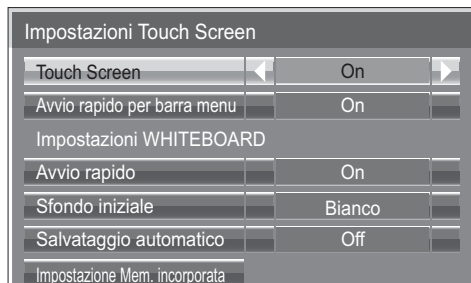 Impostazioni Touch Screen
Touch Screen On
Avvio rapido per barra menu On
Impostazioni WHITEBOARD
Avvio rapido On
Sfondo iniziale Bianco
Salvataggio automatico Off
Impostazione Mem. incorporata